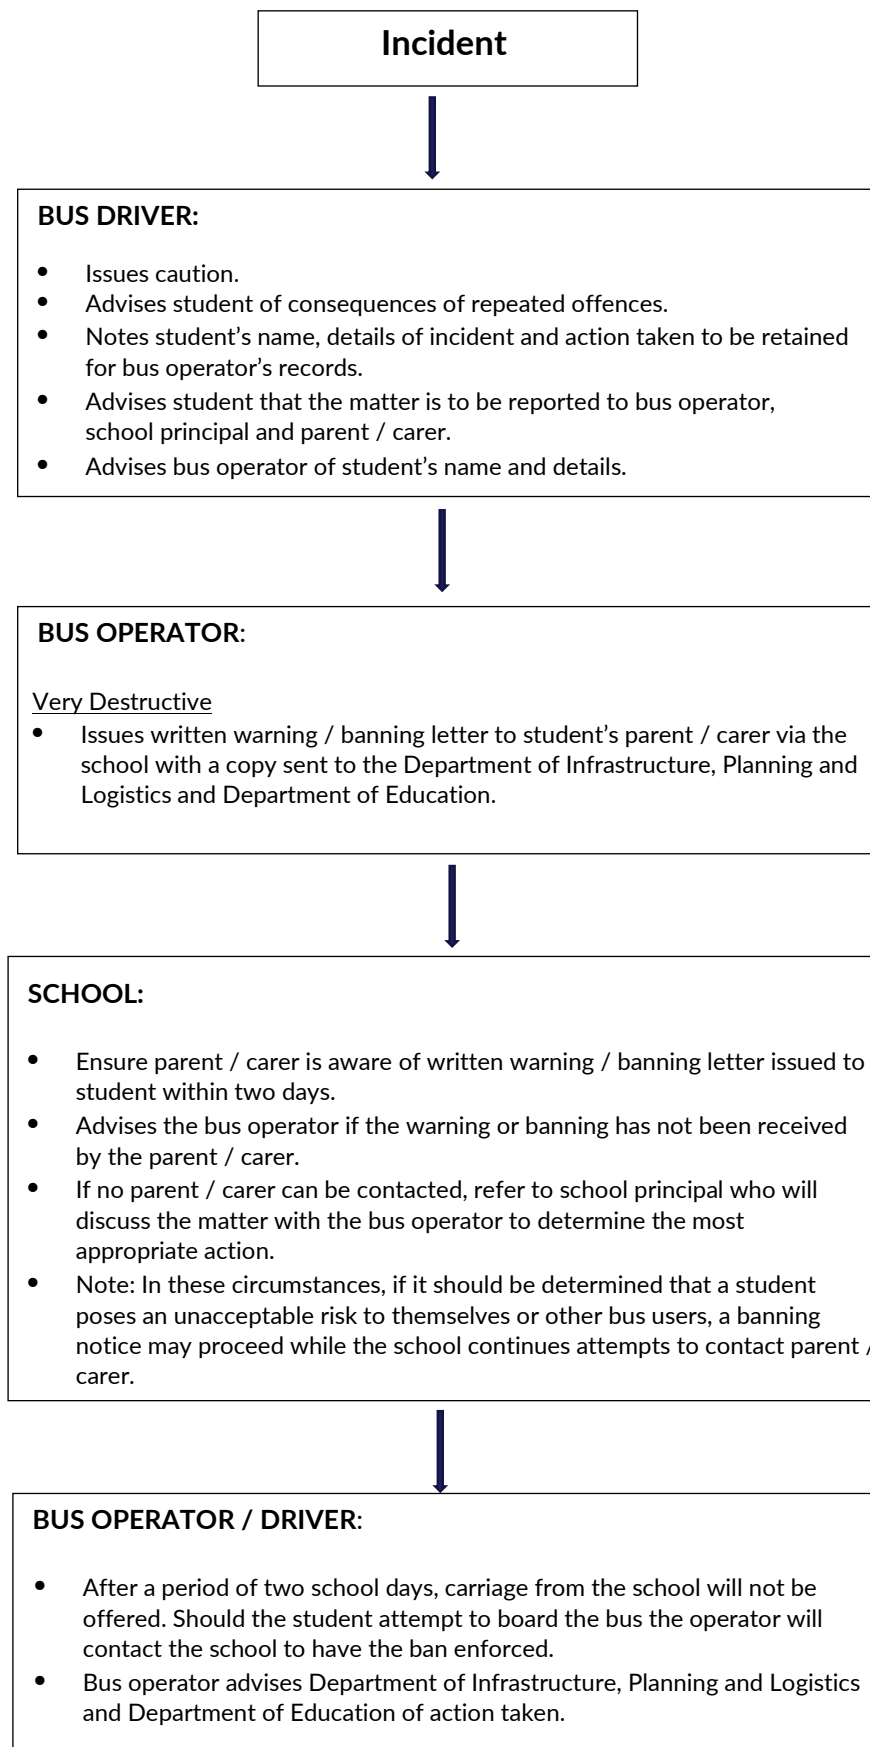 Incident
BUS DRIVER:
• Issues caution.
• Advises student of consequences of repeated offences.
• Notes student’s name, details of incident and action taken to be retained
for bus operator’s records.
• Advises student that the matter is to be reported to bus operator,
school principal and parent / carer.
• Advises bus operator of student’s name and details.
BUS OPERATOR:
Very Destructive
• Issues written warning / banning letter to student’s parent / carer via the
school with a copy sent to the Department of Infrastructure, Planning and
Logistics and Department of Education.
SCHOOL:
• Ensure parent / carer is aware of written warning / banning letter issued to
student within two days.
• Advises the bus operator if the warning or banning has not been received
by the parent / carer.
• If no parent / carer can be contacted, refer to school principal who will
discuss the matter with the bus operator to determine the most
appropriate action.
• Note: In these circumstances, if it should be determined that a student
poses an unacceptable risk to themselves or other bus users, a banning
notice may proceed while the school continues attempts to contact parent /
carer.
BUS OPERATOR / DRIVER:
• After a period of two school days, carriage from the school will not be
offered. Should the student attempt to board the bus the operator will
contact the school to have the ban enforced.
• Bus operator advises Department of Infrastructure, Planning and Logistics
and Department of Education of action taken.